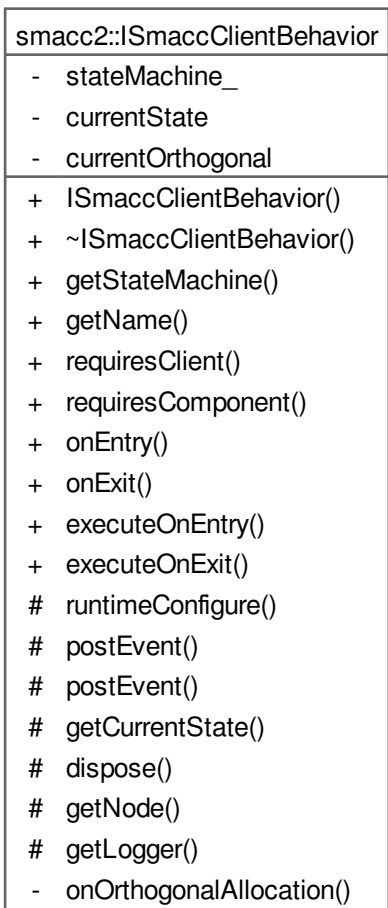 smacc2::ISmaccClientBehavior
- stateMachine_
- currentState
- currentOrthogonal
+ ISmaccClientBehavior()
+ ~ISmaccClientBehavior()
+ getStateMachine()
+ getName()
+ requiresClient()
+ requiresComponent()
+ onEntry()
+ onExit()
+ executeOnEntry()
+ executeOnExit()
# runtimeConfigure()
# postEvent()
# postEvent()
# getCurrentState()
# dispose()
# getNode()
# getLogger()
- onOrthogonalAllocation()